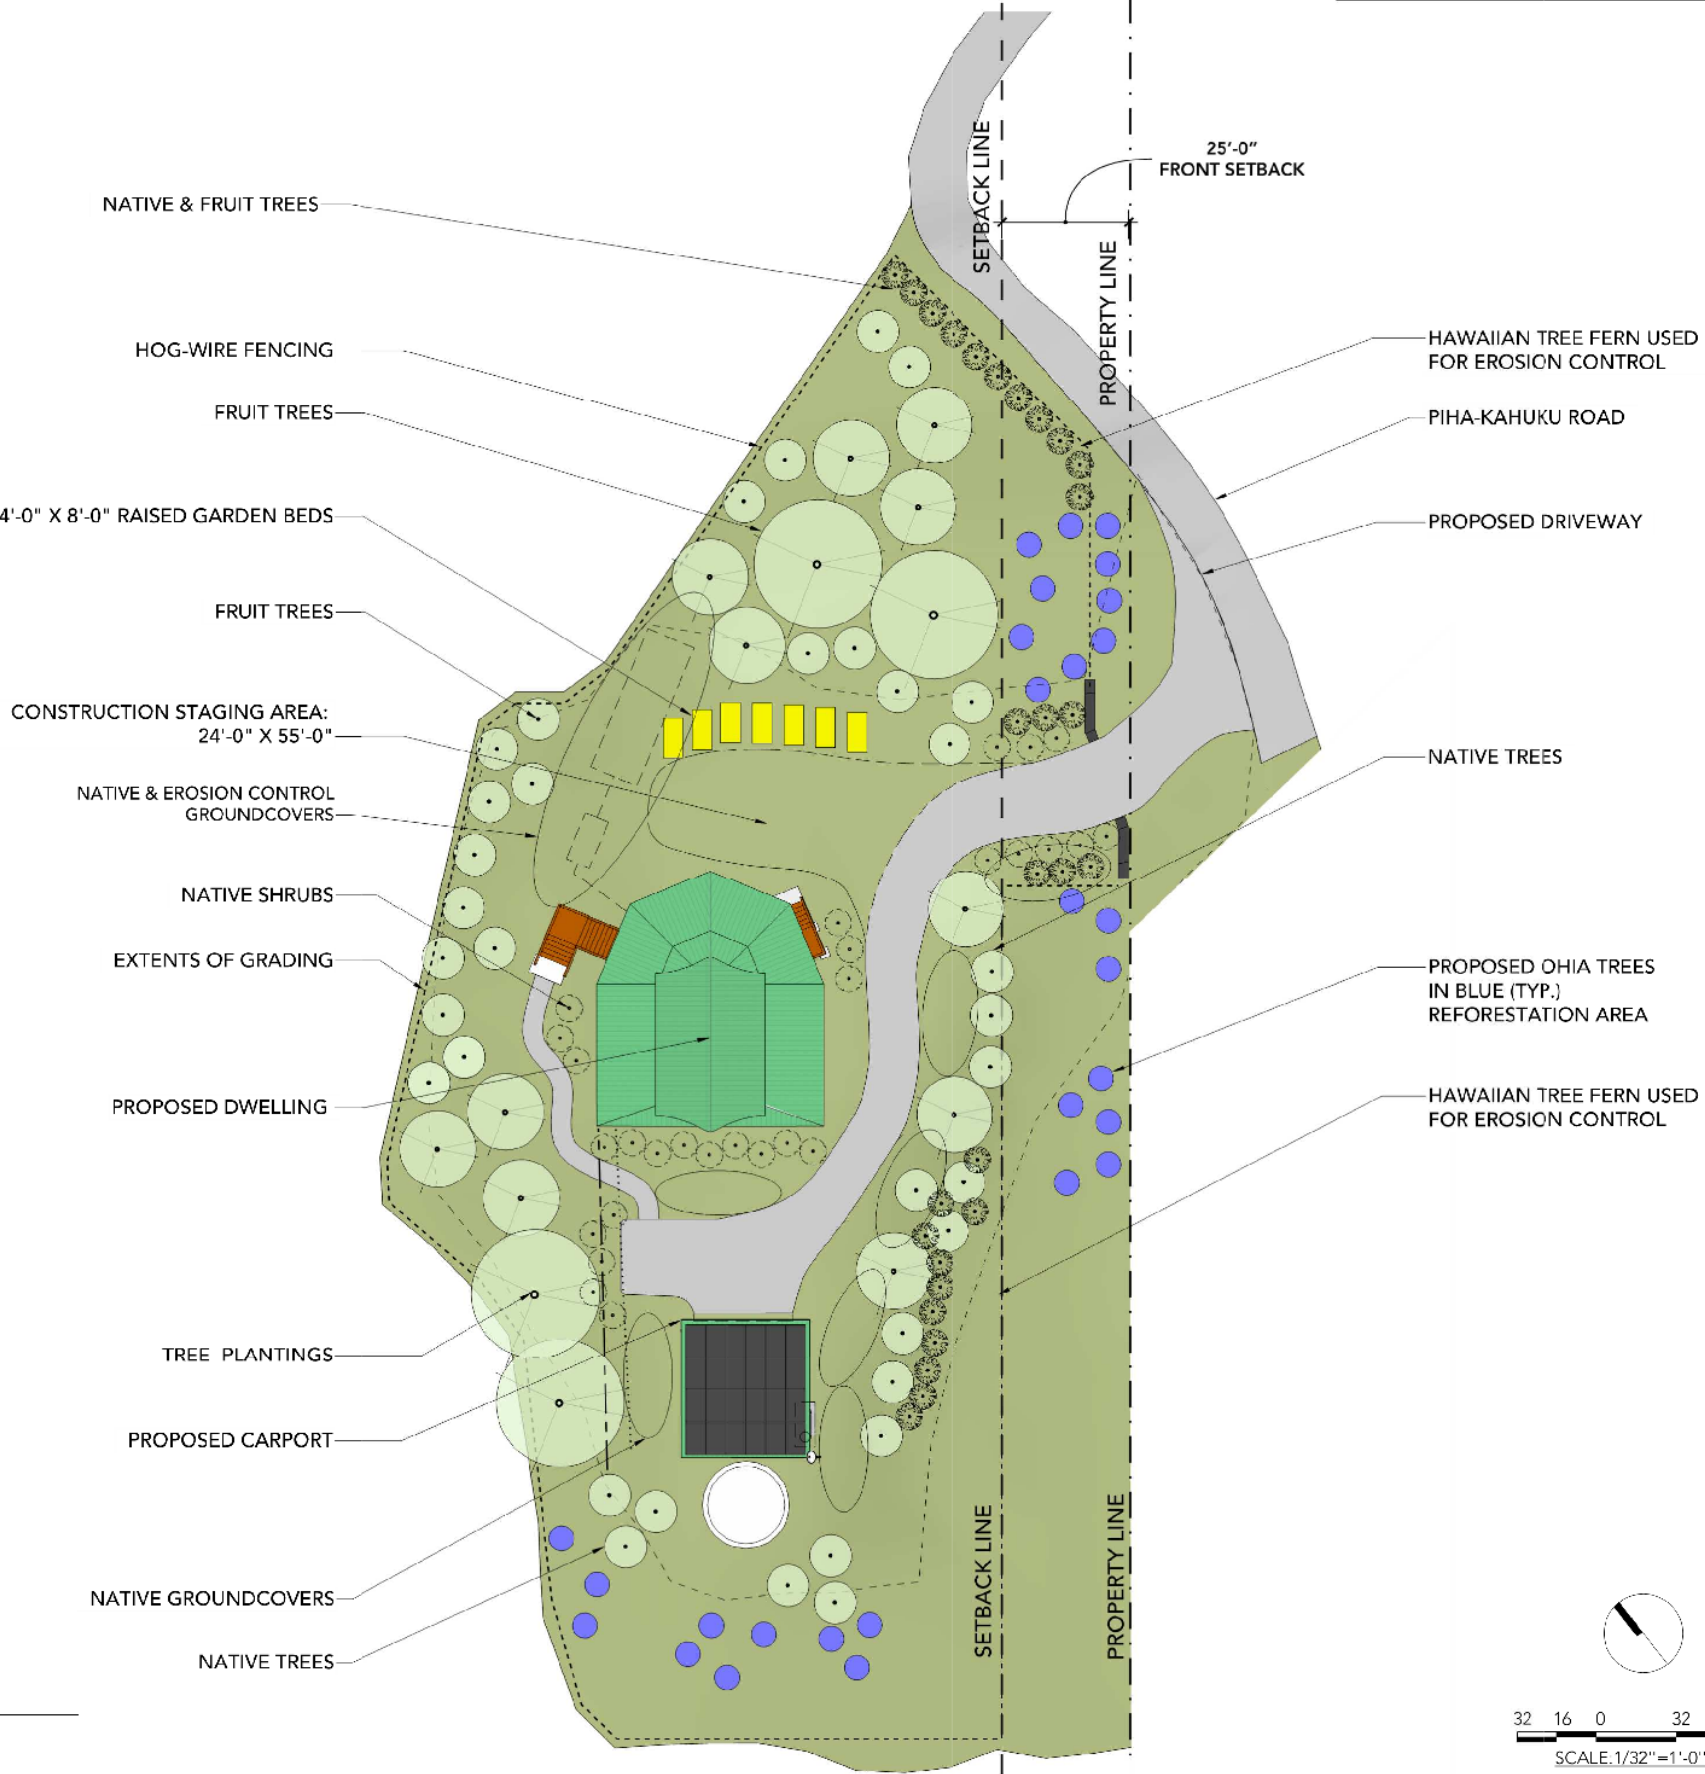 25'-0"
FRONT SETBACK
SETBACK LINE
PROPERTY LINE
NATIVE & FRUIT TREES
HOG-WIRE FENCING
FRUIT TREES
4'-0" X 8'-0" RAISED GARDEN BEDS
FRUIT TREES
CONSTRUCTION STAGING AREA:
24'-0" X 55'-0"
NATIVE & EROSION CONTROL
GROUNDCOVERS
NATIVE SHRUBS
EXTENTS OF GRADING
PROPOSED DWELLING
TREE PLANTINGS
PROPOSED CARPORT
NATIVE GROUNDCOVERS
NATIVE TREES
HAWAIIAN TREE FERN USED
FOR EROSION CONTROL
PIHA-KAHUKU ROAD
PROPOSED DRIVEWAY
NATIVE TREES
PROPOSED OHIA TREES
IN BLUE (TYP.)
REFORESTATION AREA
HAWAIIAN TREE FERN USED
FOR EROSION CONTROL
SETBACK LINE
PROPERTY LINE
32 16 0 32
SCALE:1/32"=1'-0"